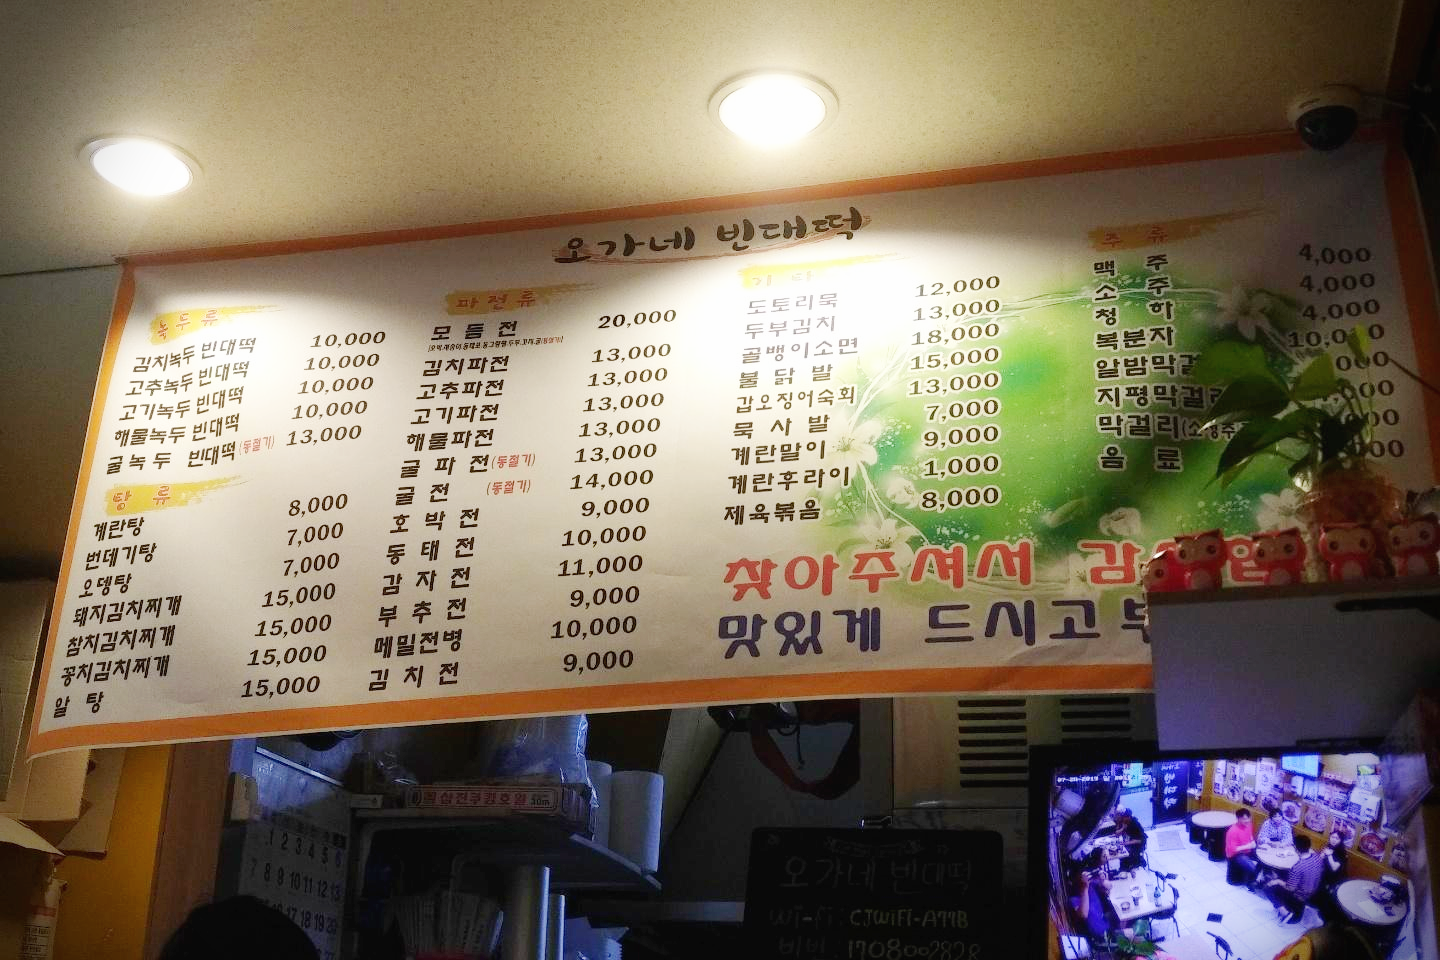 오가네 빈대떡
녹두류
김치녹두 빈대떡 10,000
고추녹두 빈대떡 10,000
고기녹두 빈대떡 10,000
해물녹두 빈대떡 10,000
굴녹두 빈대떡(동절기) 13,000
탕 류
계란탕 8,000
번데기탕 7,000
오뎅탕 7,000
돼지김치찌개 15,000
참치김치찌개 15,000
꽁치김치찌개 15,000
알 탕 15,000
파전류
모듬전 20,000
김치파전 13,000
고추파전 13,000
고기파전 13,000
해물파전 13,000
굴 파 전(동절기) 13,000
굴 전 (동절기) 14,000
호 박 전 9,000
동 태 전 10,000
감 자 전 11,000
부 추 전 9,000
메밀전병 10,000
김 치 전 9,000
기 타
도토리묵 12,000
두부김치 13,000
골뱅이소면 18,000
불 닭 발 15,000
갑오징어숙회 13,000
묵 사 발 7,000
계란말이 9,000
계란후라이 1,000
제육볶음 8,000
주 류
맥 주 4,000
소 주 4,000
청 하 4,000
복분자 10,000
알밤막걸
지평막걸
막걸리
음 료
찾아주셔서
맛있게 드시고
오가네 빈대떡
Wi-Fi CJWiFi-A77B
비번 1708002828